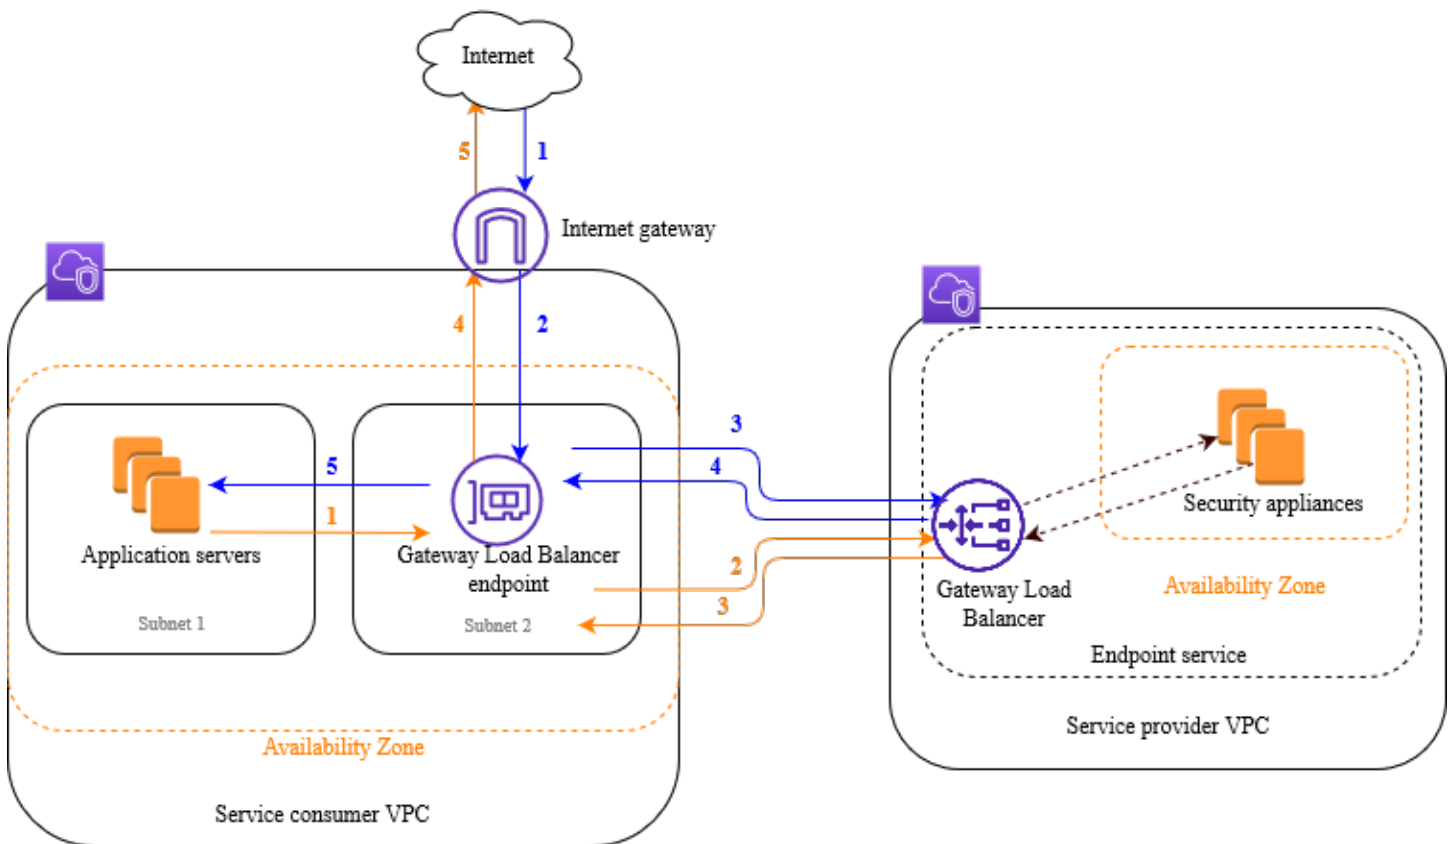 Internet
5
1
Internet gateway
4
2
3
4
5
1
Application servers
Gateway Load Balancer
endpoint
Subnet 1
Subnet 2
2
3
Availability Zone
Service consumer VPC
Security appliances
Availability Zone
Gateway Load
Balancer
Endpoint service
Service provider VPC